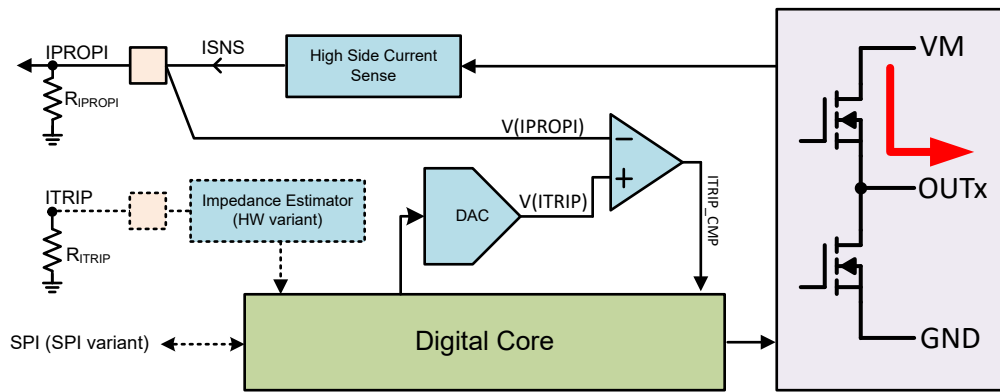 IPROPI
ISNS
High Side Current
Sense
VM
RIPROPI
V(IPROPI)
−
+
ITRIP
Impedance Estimator
(HW variant)
DAC
V(ITRIP)
ITRIP_CMP
OUTx
RITRIP
SPI (SPI variant)
Digital Core
GND